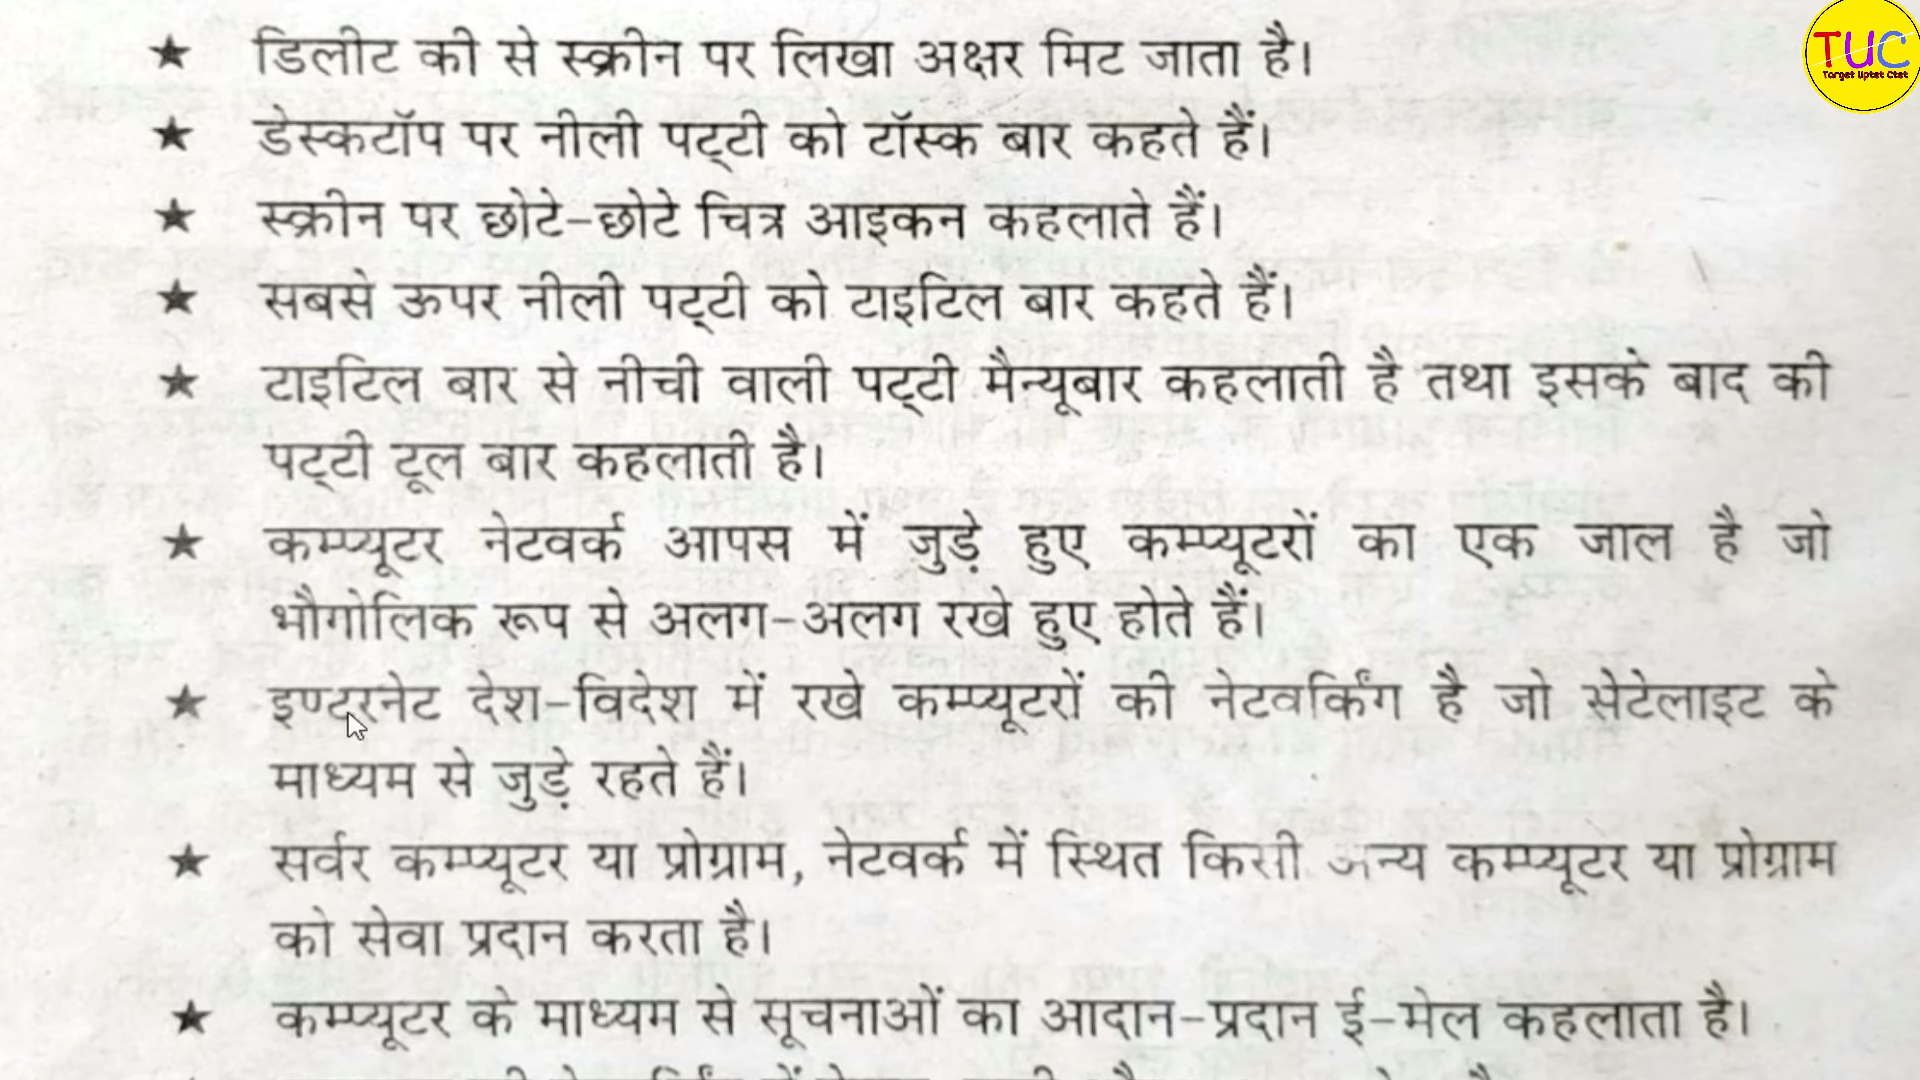 ★ डिलीट की से स्क्रीन पर लिखा अक्षर मिट जाता है।
★ डेस्कटॉप पर नीली पट्टी को टॉस्क बार कहते हैं।
★ स्क्रीन पर छोटे-छोटे चित्र आइकन कहलाते हैं।
★ सबसे ऊपर नीली पट्टी को टाइटिल बार कहते हैं।
★ टाइटिल बार से नीची वाली पट्टी मैन्यूबार कहलाती है तथा इसके बाद की
पट्टी टूल बार कहलाती है।
★ कम्प्यूटर नेटवर्क आपस में जुड़े हुए कम्प्यूटरों का एक जाल है जो
भौगोलिक रूप से अलग-अलग रखे हुए होते हैं।
★ इण्टरनेट देश-विदेश में रखे कम्प्यूटरों की नेटवर्किंग है जो सेटेलाइट के
माध्यम से जुड़े रहते हैं।
★ सर्वर कम्प्यूटर या प्रोग्राम, नेटवर्क में स्थित किसी अन्य कम्प्यूटर या प्रोग्राम
को सेवा प्रदान करता है।
★ कम्प्यूटर के माध्यम से सूचनाओं का आदान-प्रदान ई-मेल कहलाता है।
TUC
Target Uptet Ctet